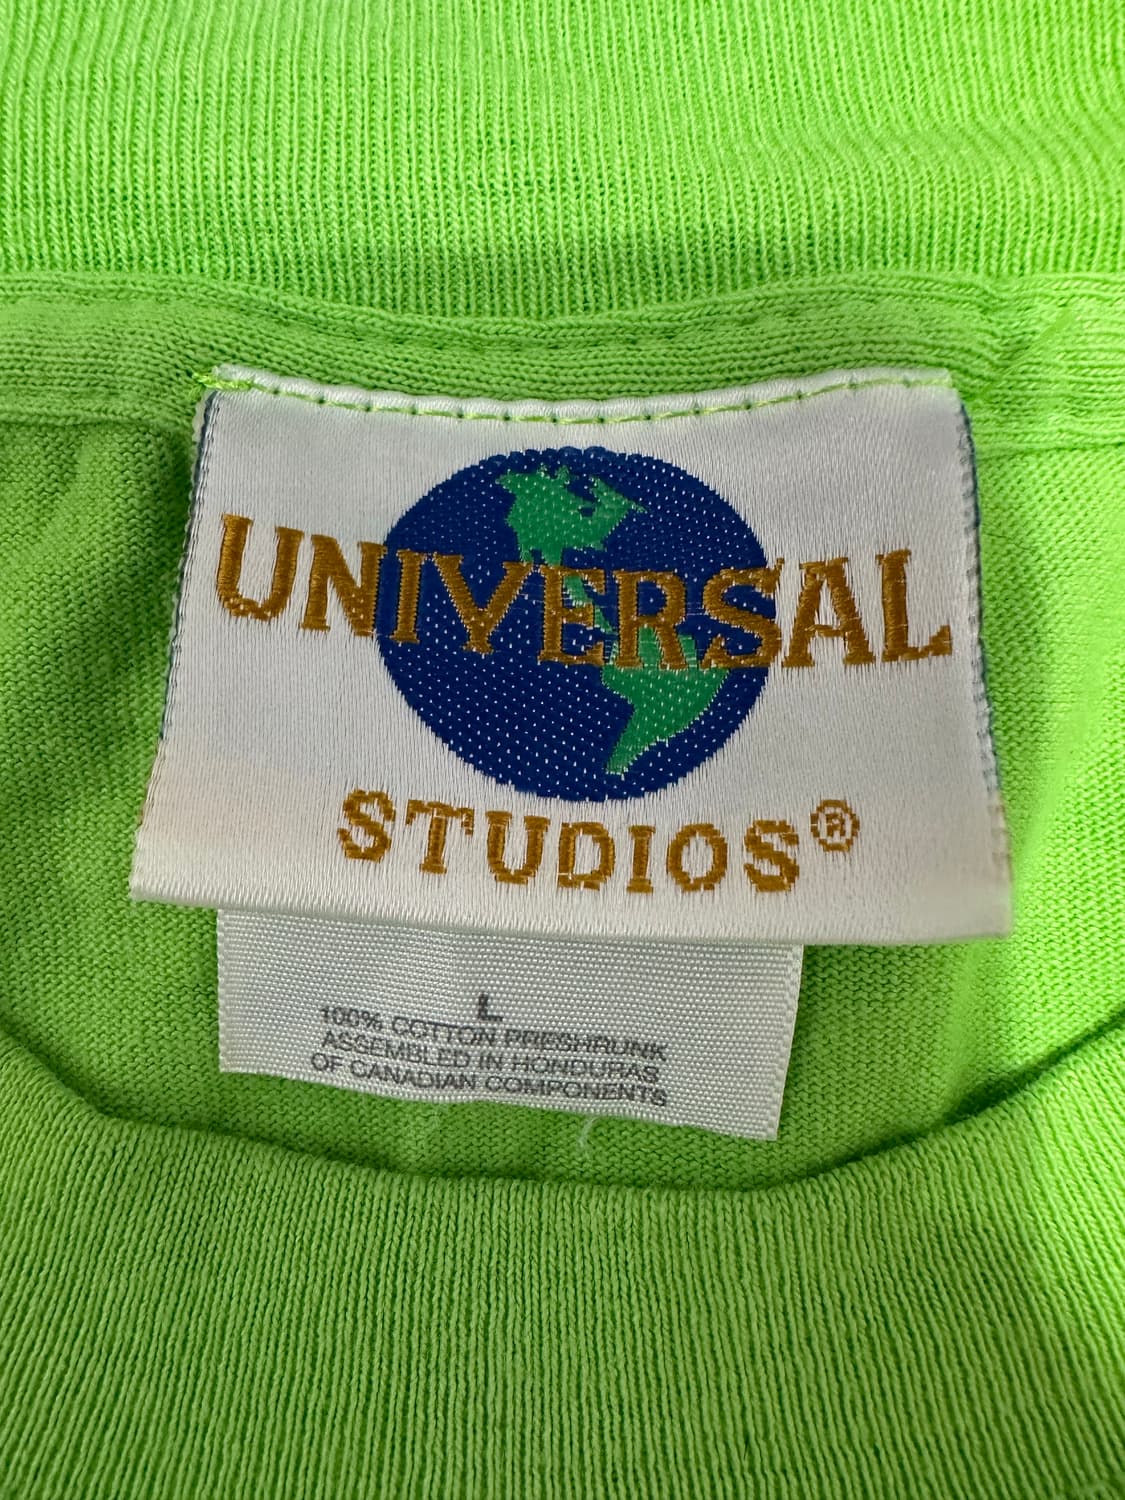 UNIVERSAL
STUDIOS®
L
100% COTTON PRESHRUNK
ASSEMBLED IN HONDURAS
OF CANADIAN COMPONENTS